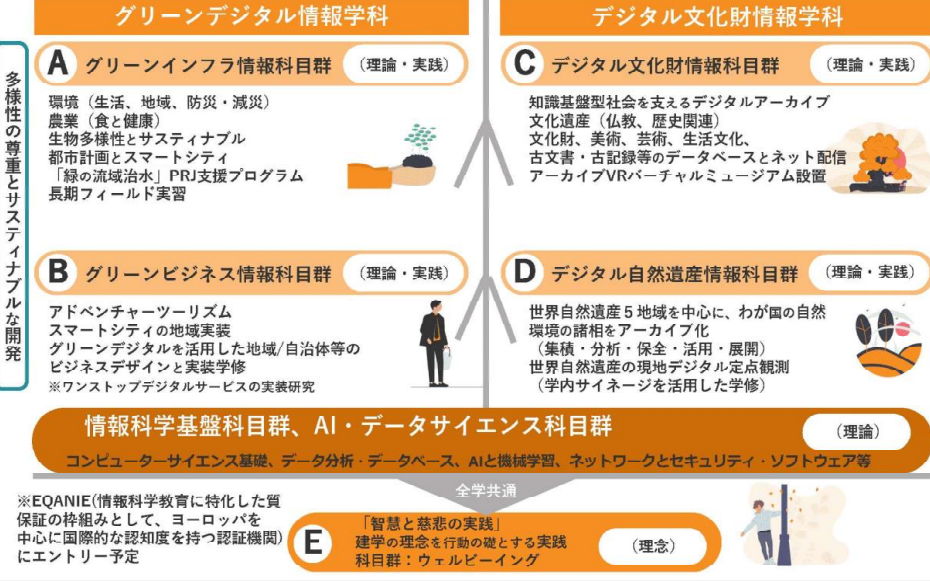 グリーンデジタル情報学科
デジタル文化財情報学科
多様性の尊重とサスティナブルな開発
A グリーンインフラ情報科目群 (理論・実践)
環境（生活、地域、防災・減災）
農業（食と健康）
生物多様性とサスティナブル
都市計画とスマートシティ
「緑の流域治水」PRJ支援プログラム
長期フィールド実習
B グリーンビジネス情報科目群 (理論・実践)
アドベンチャーツーリズム
スマートシティの地域実装
グリーンデジタルを活用した地域/自治体等の
ビジネスデザインと実装学修
※ワンストップデジタルサービスの実装研究
C デジタル文化財情報科目群 (理論・実践)
知識基盤型社会を支えるデジタルアーカイブ
文化遺産（仏教、歴史関連）
文化財、美術、芸術、生活文化、
古文書・古記録等のデータベースとネット配信
アーカイブVRバーチャルミュージアム設置
D デジタル自然遺産情報科目群 (理論・実践)
世界自然遺産５地域を中心に、わが国の自然
環境の諸相をアーカイブ化
（集積・分析・保全・活用・展開）
世界自然遺産の現地デジタル定点観測
（学内サイネージを活用した学修）
情報科学基盤科目群、AI・データサイエンス科目群 (理論)
コンピューターサイエンス基礎、データ分析・データベース、AIと機械学習、ネットワークとセキュリティ・ソフトウェア等
全学共通
※EQANIE(情報科学教育に特化した質
保証の枠組みとして、ヨーロッパを
中心に国際的な認知度を持つ認証機関)
にエントリー予定
E 「智慧と慈悲の実践」
建学の理念を行動の礎とする実践
科目群：ウェルビーイング
(理念)